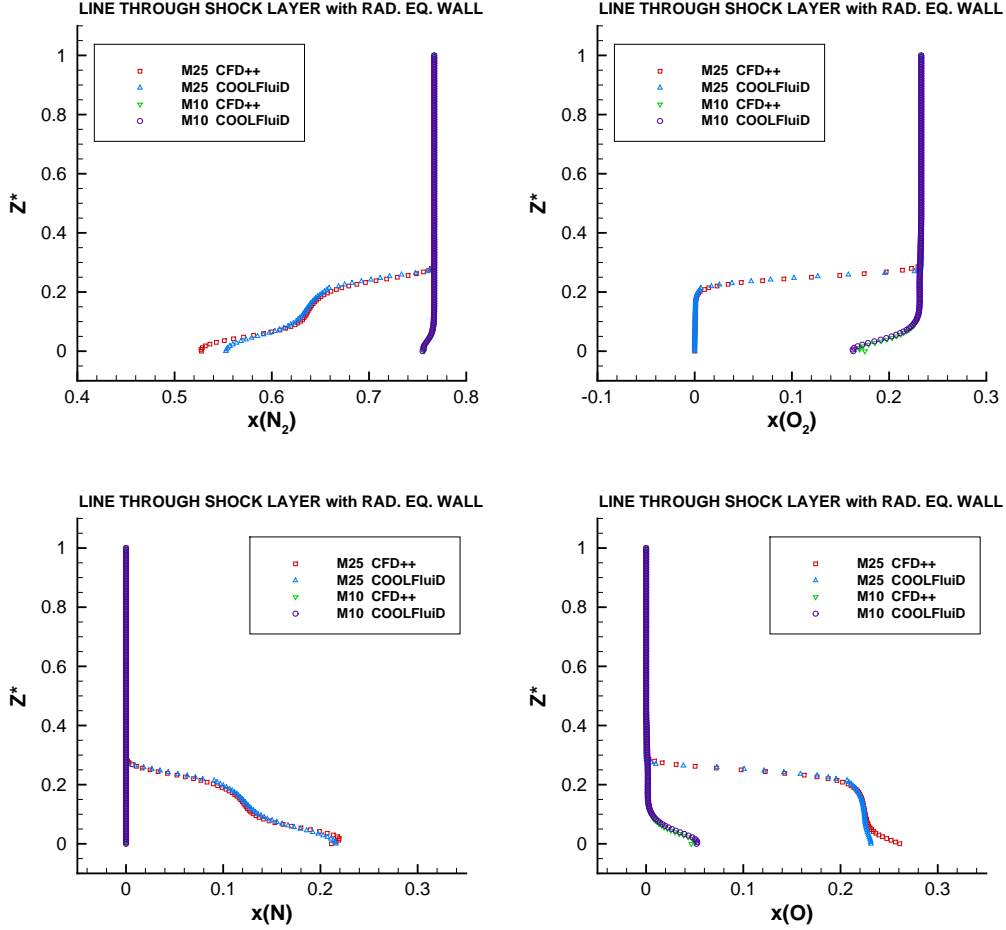 LINE THROUGH SHOCK LAYER with RAD. EQ. WALL
M25 CFD++
M25 COOLFluiD
M10 CFD++
M10 COOLFluiD
Z*
1
0.8
0.6
0.4
0.2
0
0.4 0.5 0.6 0.7 0.8
x(N₂)
LINE THROUGH SHOCK LAYER with RAD. EQ. WALL
M25 CFD++
M25 COOLFluiD
M10 CFD++
M10 COOLFluiD
Z*
1
0.8
0.6
0.4
0.2
0
-0.1 0 0.1 0.2 0.3
x(O₂)
LINE THROUGH SHOCK LAYER with RAD. EQ. WALL
M25 CFD++
M25 COOLFluiD
M10 CFD++
M10 COOLFluiD
Z*
1
0.8
0.6
0.4
0.2
0
0 0.1 0.2 0.3
x(N)
LINE THROUGH SHOCK LAYER with RAD. EQ. WALL
M25 CFD++
M25 COOLFluiD
M10 CFD++
M10 COOLFluiD
Z*
1
0.8
0.6
0.4
0.2
0
0 0.1 0.2 0.3
x(O)